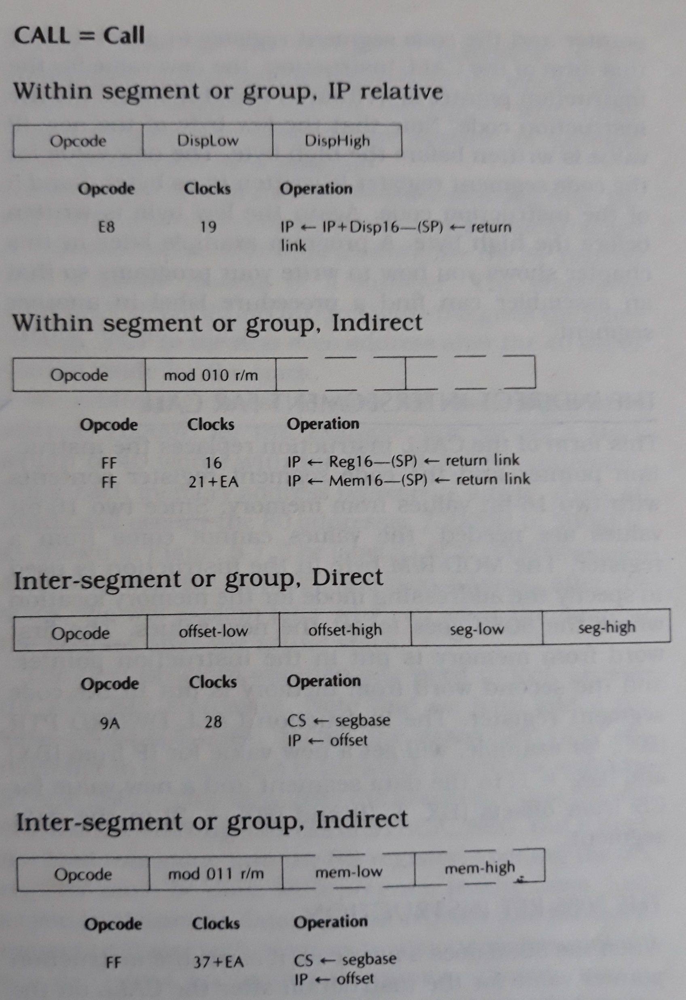 CALL = Call
Within segment or group, IP relative
Opcode DispLow DispHigh
Opcode Clocks Operation
E8 19 IP ← IP+Disp16—(SP) ← return
link
Within segment or group, Indirect
Opcode mod 010 r/m
Opcode Clocks Operation
FF 16 IP ← Reg16—(SP) ← return link
FF 21+EA IP ← Mem16—(SP) ← return link
Inter-segment or group, Direct
Opcode offset-low offset-high seg-low seg-high
Opcode Clocks Operation
9A 28 CS ← segbase
IP ← offset
Inter-segment or group, Indirect
Opcode mod 011 r/m mem-low mem-high
Opcode Clocks Operation
FF 37+EA CS ← segbase
IP ← offset